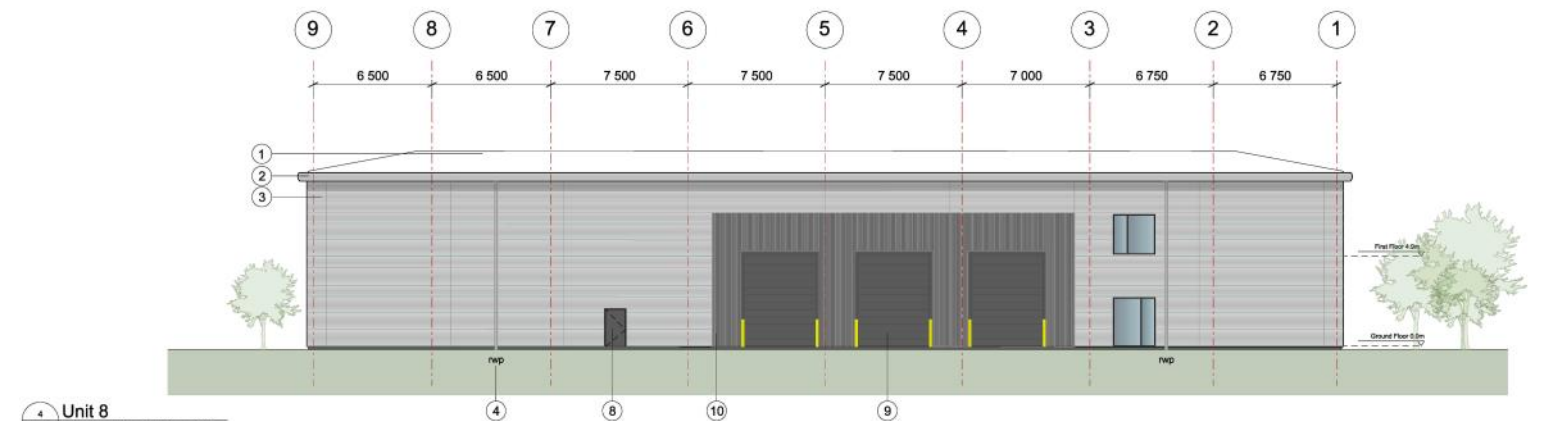 9 8 7 6 5 4 3 2 1
6 500 6 500 7 500 7 500 7 500 7 000 6 750 6 750
1
2
3
First Floor 4.0m
Ground Floor 0.0m
rwp rwp
4 8 10 9
4 Unit 8